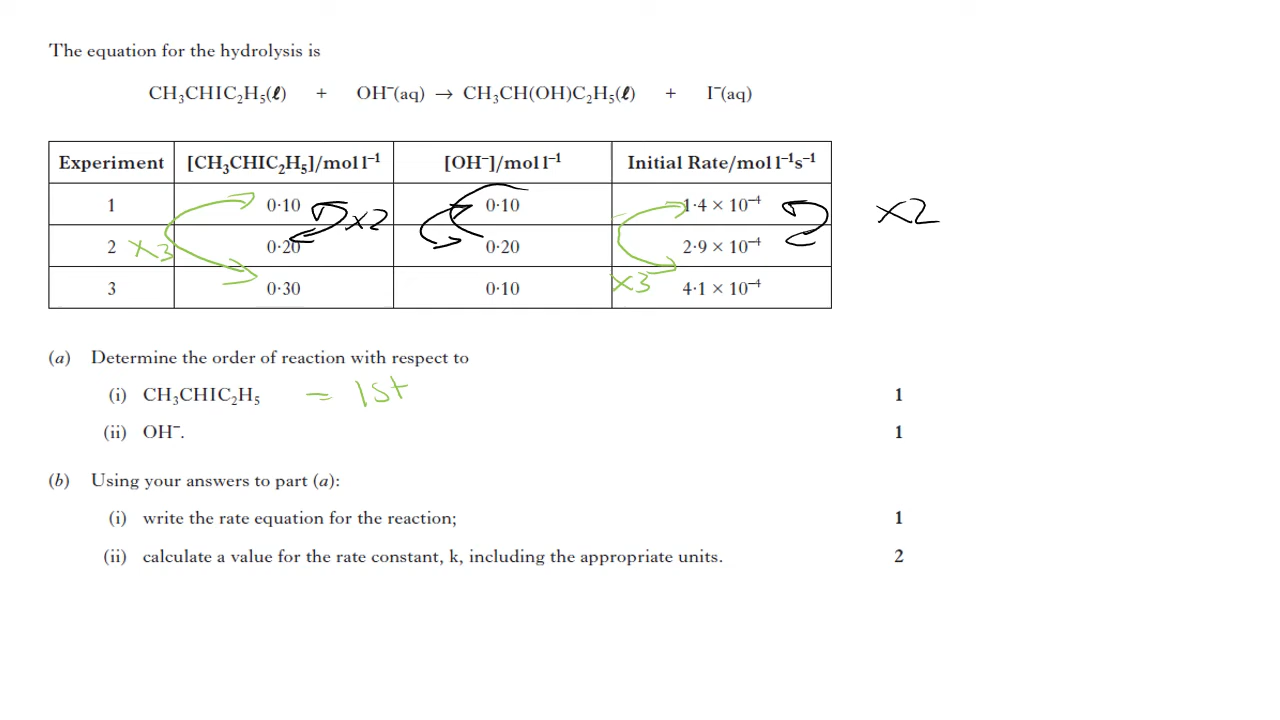 The equation for the hydrolysis is
CH₃CHIC₂H₅(ℓ) + OH⁻(aq) → CH₃CH(OH)C₂H₅(ℓ) + I⁻(aq)
Experiment [CH₃CHIC₂H₅]/mol l⁻¹ [OH⁻]/mol l⁻¹ Initial Rate/mol l⁻¹s⁻¹
1 0·10 ×2 0·10 1·4 × 10⁻⁴ ×2
2 ×3 0·20 0·20 2·9 × 10⁻⁴
3 0·30 0·10 ×3 4·1 × 10⁻⁴
(a) Determine the order of reaction with respect to
(i) CH₃CHIC₂H₅ = 1st 1
(ii) OH⁻. 1
(b) Using your answers to part (a):
(i) write the rate equation for the reaction; 1
(ii) calculate a value for the rate constant, k, including the appropriate units. 2